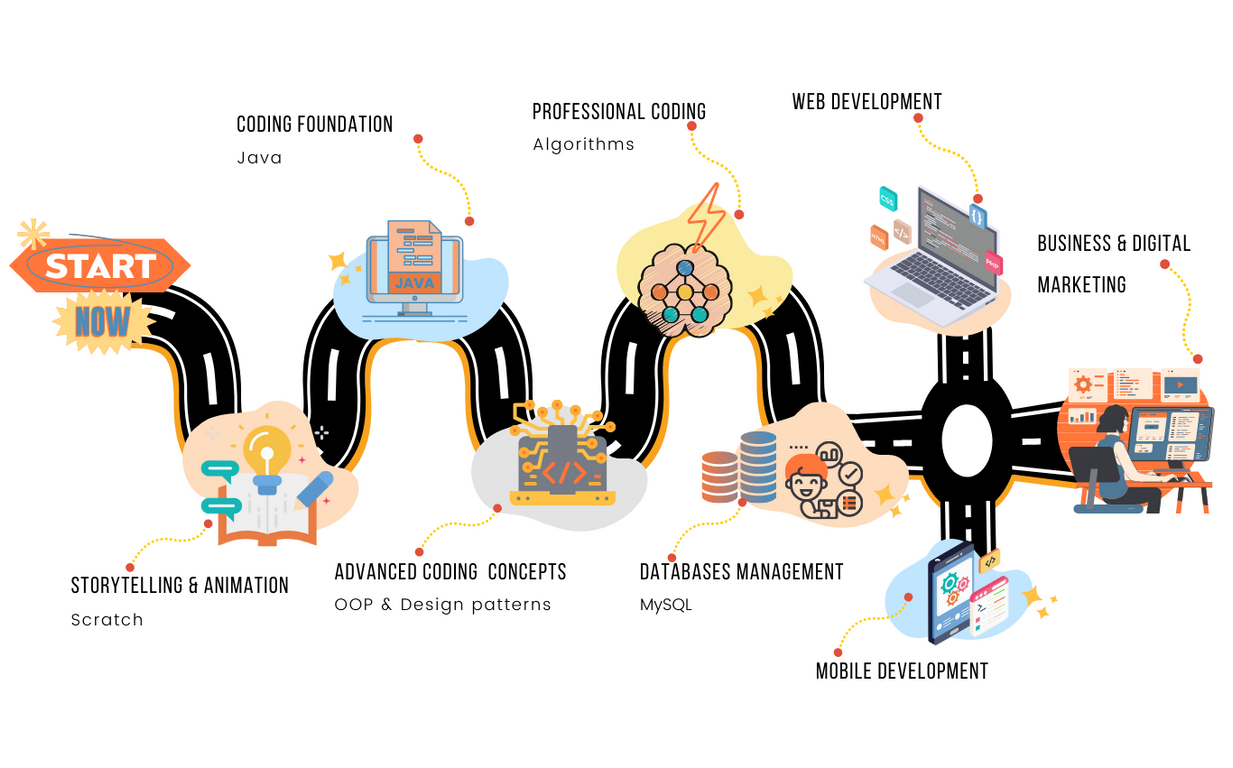 START
NOW
STORYTELLING & ANIMATION
Scratch
CODING FOUNDATION
Java
JAVA
ADVANCED CODING CONCEPTS
OOP & Design patterns
PROFESSIONAL CODING
Algorithms
DATABASES MANAGEMENT
MySQL
WEB DEVELOPMENT
CSS
{}
</>
HTML
PHP
MOBILE DEVELOPMENT
</>
BUSINESS & DIGITAL
MARKETING